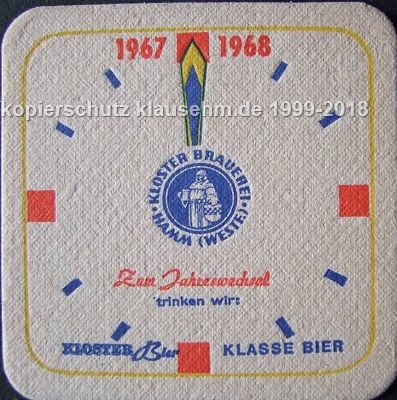 1967 1968
kopierschutz klausehm.de 1999-2018
KLOSTER BRAUEREI
• HAMM (WESTF.) •
Zum Jahreswechsel
trinken wir:
KLOSTER Bier KLASSE BIER